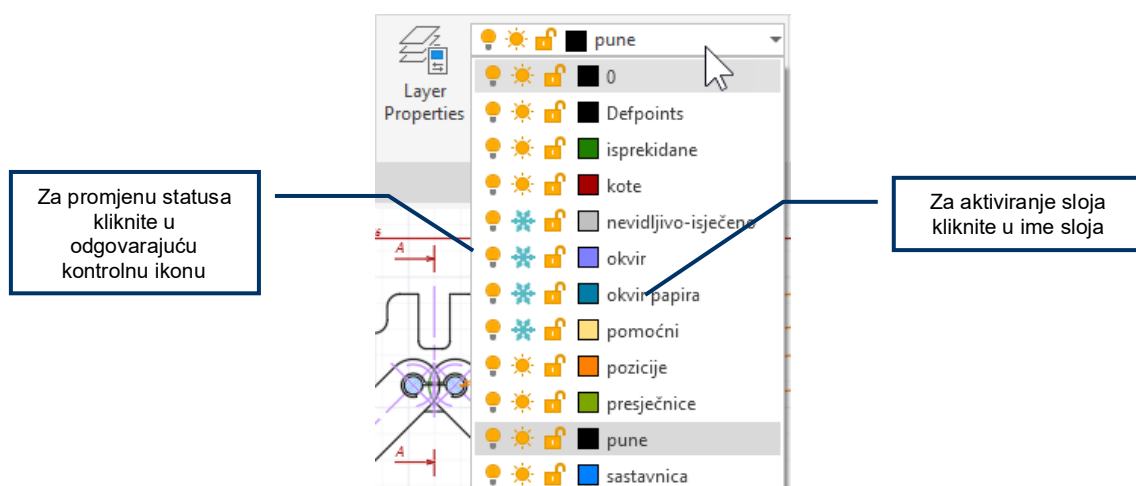 pune
Layer
Properties
0
Defpoints
isprekidane
kote
nevidljivo-isječeno
okvir
okvir papira
pomoćni
pozicije
presječnice
pune
sastavnica
Za promjenu statusa
kliknite u
odgovarajuću
kontrolnu ikonu
Za aktiviranje sloja
kliknite u ime sloja
A
A